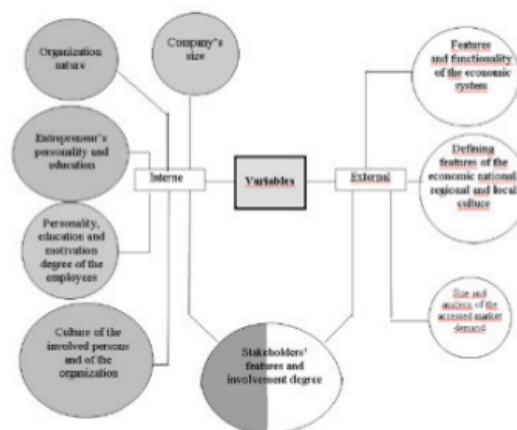 Organization
nature
Company's
size
Features
and functionality
of the economic
system
Entrepreneur's
personality and
education
Interne
Variables
External
Defining
features of the
economic national,
regional and local
culture
Personality,
education and
motivation degree of the
employees
Size and
analysis of the
accessed market
demand
Culture of the
involved persons and
of the
organization
Stakeholders'
features and
involvement degree